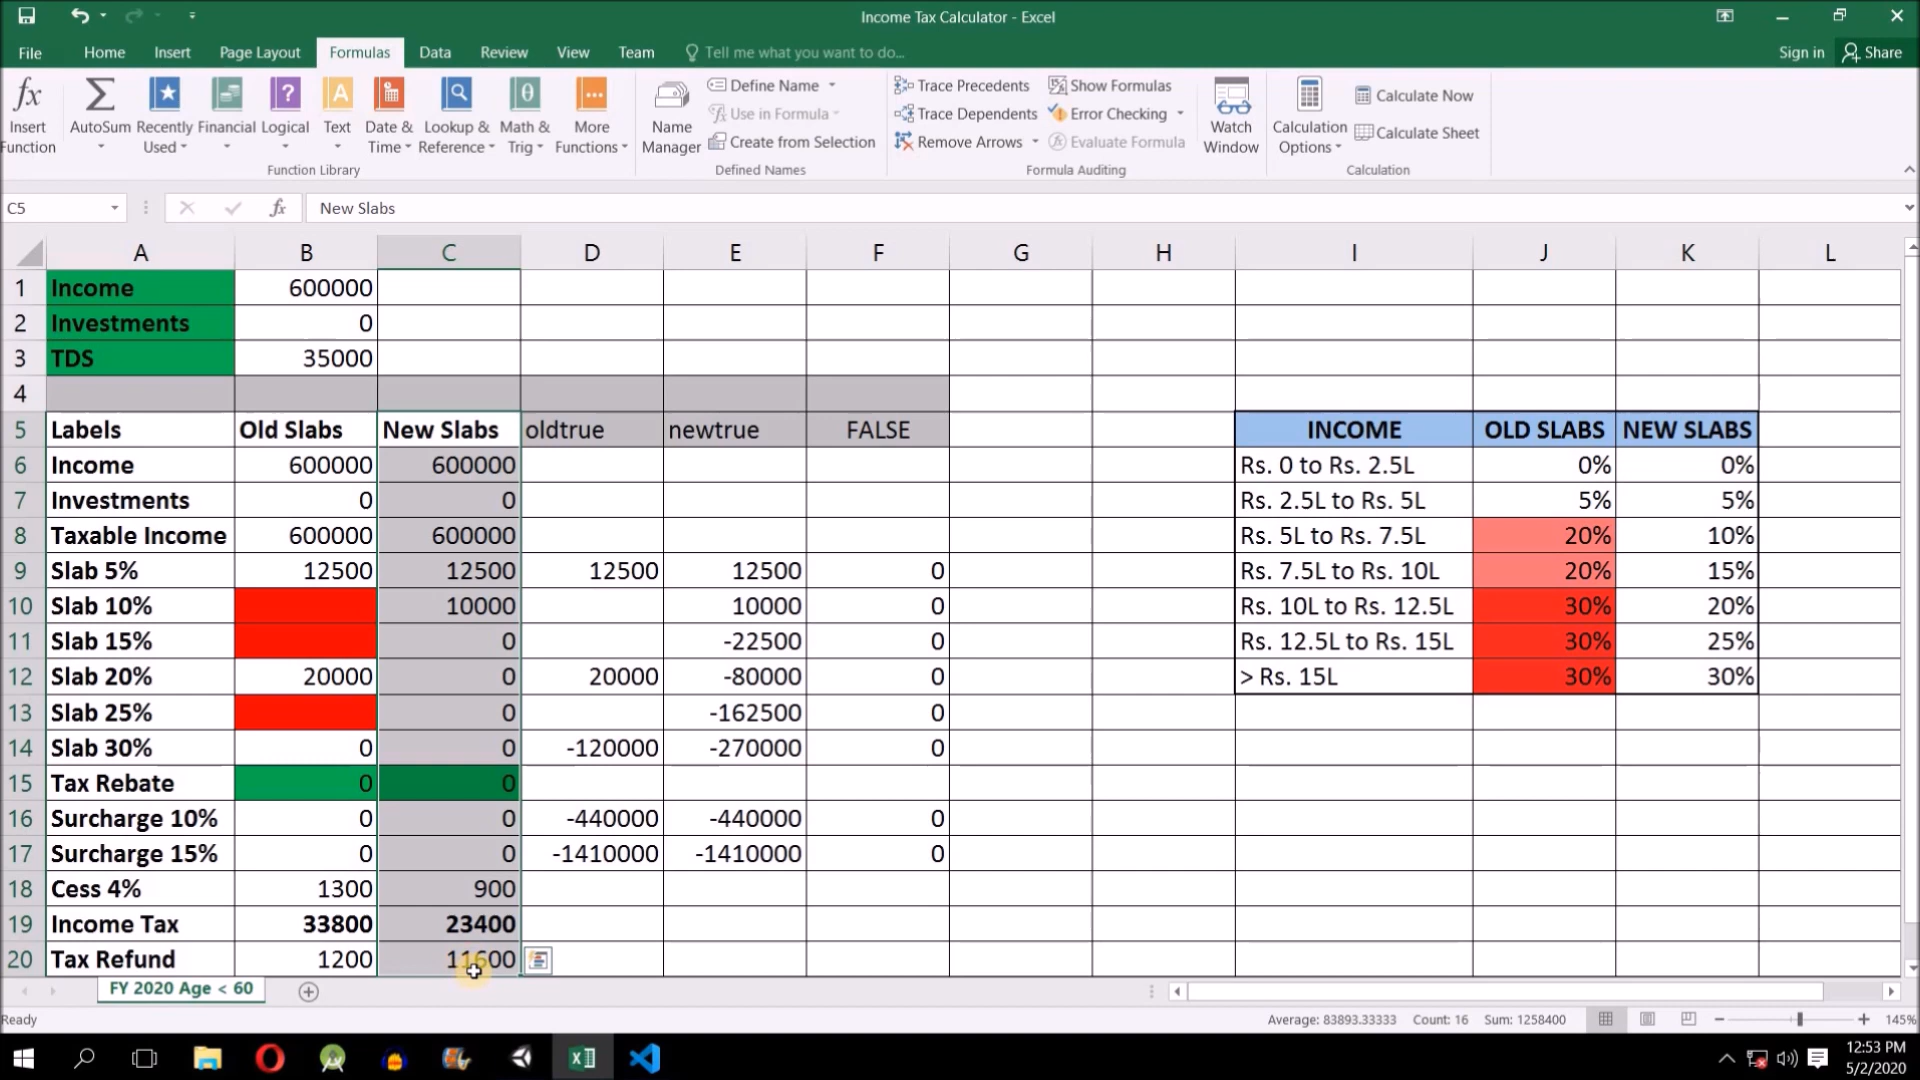 Income Tax Calculator - Excel
File Home Insert Page Layout Formulas Data Review View Team Tell me what you want to do... Sign in Share
fx Insert Function
AutoSum
Recently Used
Financial
Logical
Text
Date & Time
Lookup & Reference
Math & Trig
More Functions
Function Library
Name Manager
Define Name
Use in Formula
Create from Selection
Defined Names
Trace Precedents
Trace Dependents
Remove Arrows
Show Formulas
Error Checking
Evaluate Formula
Formula Auditing
Watch Window
Calculation Options
Calculate Now
Calculate Sheet
Calculation
C5 fx New Slabs
A B C D E F G H I J K L
1 Income 600000
2 Investments 0
3 TDS 35000
4
5 Labels Old Slabs New Slabs oldtrue newtrue FALSE INCOME OLD SLABS NEW SLABS
6 Income 600000 600000 Rs. 0 to Rs. 2.5L 0% 0%
7 Investments 0 0 Rs. 2.5L to Rs. 5L 5% 5%
8 Taxable Income 600000 600000 Rs. 5L to Rs. 7.5L 20% 10%
9 Slab 5% 12500 12500 12500 12500 0 Rs. 7.5L to Rs. 10L 20% 15%
10 Slab 10% 10000 10000 0 Rs. 10L to Rs. 12.5L 30% 20%
11 Slab 15% 0 -22500 0 Rs. 12.5L to Rs. 15L 30% 25%
12 Slab 20% 20000 0 20000 -80000 0 > Rs. 15L 30% 30%
13 Slab 25% 0 -162500 0
14 Slab 30% 0 0 -120000 -270000 0
15 Tax Rebate 0 0
16 Surcharge 10% 0 0 -440000 -440000 0
17 Surcharge 15% 0 0 -1410000 -1410000 0
18 Cess 4% 1300 900
19 Income Tax 33800 23400
20 Tax Refund 1200 11600
FY 2020 Age < 60
Ready Average: 83893.33333 Count: 16 Sum: 1258400 145%
12:53 PM
5/2/2020